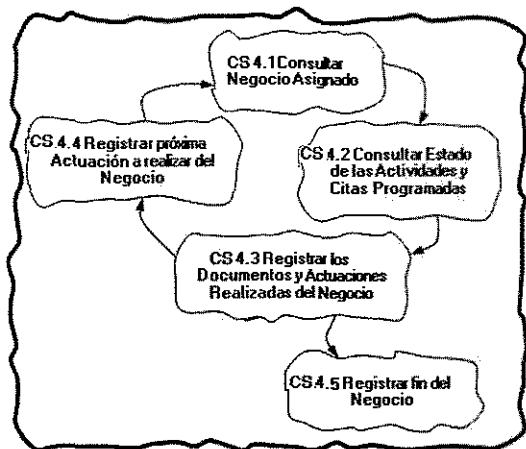 CS 4.1 Consultar
Negocio Asignado
CS.4.4 Registrar próxima
Actuación a realizar del
Negocio
CS.4.2 Consultar Estado
de las Actividades y
Citas Programadas
CS 4.3 Registrar los
Documentos y Actuaciones
Realizadas del Negocio
CS.4.5 Registrar fin del
Negocio